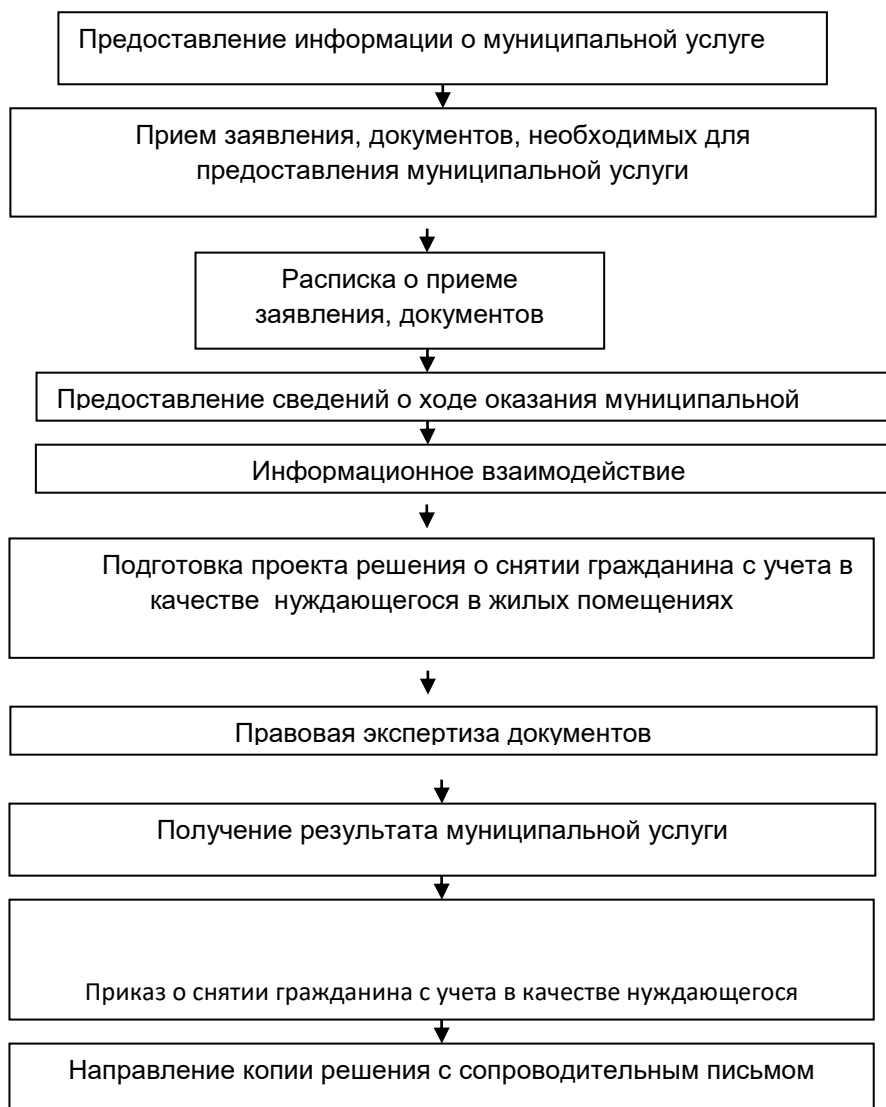 Предоставление информации о муниципальной услуге
Прием заявления, документов, необходимых для
предоставления муниципальной услуги
Расписка о приеме
заявления, документов
Предоставление сведений о ходе оказания муниципальной
Информационное взаимодействие
Подготовка проекта решения о снятии гражданина с учета в
качестве нуждающегося в жилых помещениях
Правовая экспертиза документов
Получение результата муниципальной услуги
Приказ о снятии гражданина с учета в качестве нуждающегося
Направление копии решения с сопроводительным письмом